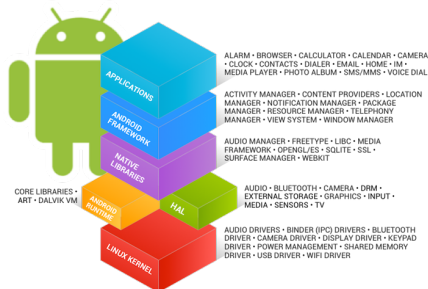 APPLICATIONS
ALARM • BROWSER • CALCULATOR • CALENDAR • CAMERA
• CLOCK • CONTACTS • DIALER • EMAIL • HOME • IM •
MEDIA PLAYER • PHOTO ALBUM • SMS/MMS • VOICE DIAL
ANDROID
FRAMEWORK
ACTIVITY MANAGER • CONTENT PROVIDERS • LOCATION
MANAGER • NOTIFICATION MANAGER • PACKAGE
MANAGER • RESOURCE MANAGER • TELEPHONY
MANAGER • VIEW SYSTEM • WINDOW MANAGER
NATIVE
LIBRARIES
AUDIO MANAGER • FREETYPE • LIBC • MEDIA
FRAMEWORK • OPENGL/ES • SQLITE • SSL •
SURFACE MANAGER • WEBKIT
CORE LIBRARIES •
ART • DALVIK VM
ANDROID
RUNTIME
HAL
AUDIO • BLUETOOTH • CAMERA • DRM •
EXTERNAL STORAGE • GRAPHICS • INPUT •
MEDIA • SENSORS • TV
LINUX KERNEL
AUDIO DRIVERS • BINDER (IPC) DRIVERS • BLUETOOTH
DRIVER • CAMERA DRIVER • DISPLAY DRIVER • KEYPAD
DRIVER • POWER MANAGEMENT • SHARED MEMORY
DRIVER • USB DRIVER • WIFI DRIVER